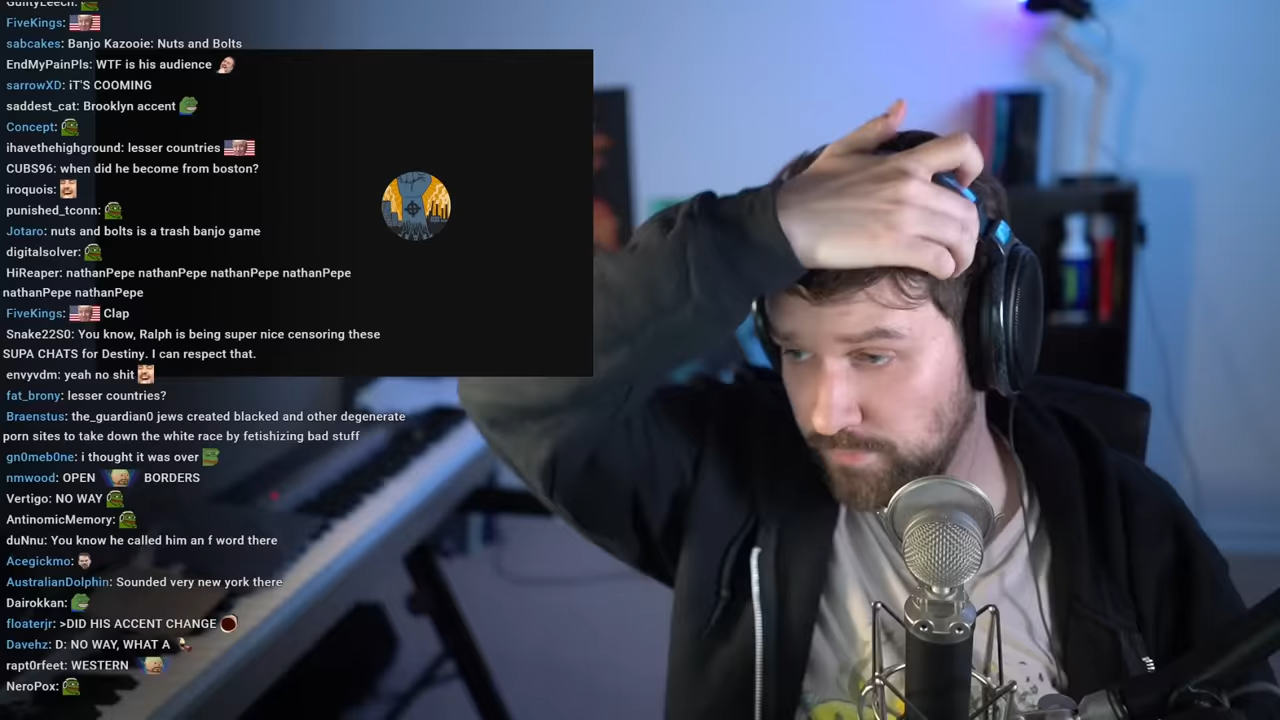 GuiltyLeech:
FiveKings:
sabcakes: Banjo Kazooie: Nuts and Bolts
EndMyPainPls: WTF is his audience
sarrowXD: iT'S COOMING
saddest_cat: Brooklyn accent
Concept:
ihavethehighground: lesser countries
CUBS96: when did he become from boston?
iroquois:
punished_tconn:
Jotaro: nuts and bolts is a trash banjo game
digitalsolver:
HiReaper: nathanPepe nathanPepe nathanPepe nathanPepe
nathanPepe nathanPepe
FiveKings: Clap
Snake22S0: You know, Ralph is being super nice censoring these
SUPA CHATS for Destiny. I can respect that.
envyvdm: yeah no shit
fat_brony: lesser countries?
Braenstus: the_guardian0 jews created blacked and other degenerate
porn sites to take down the white race by fetishizing bad stuff
gn0meb0ne: i thought it was over
nmwood: OPEN BORDERS
Vertigo: NO WAY
AntinomicMemory:
duNnu: You know he called him an f word there
Acegickmo:
AustralianDolphin: Sounded very new york there
Dairokkan:
floaterjr: >DID HIS ACCENT CHANGE
Davehz: D: NO WAY, WHAT A
rapt0rfeet: WESTERN
NeroPox: